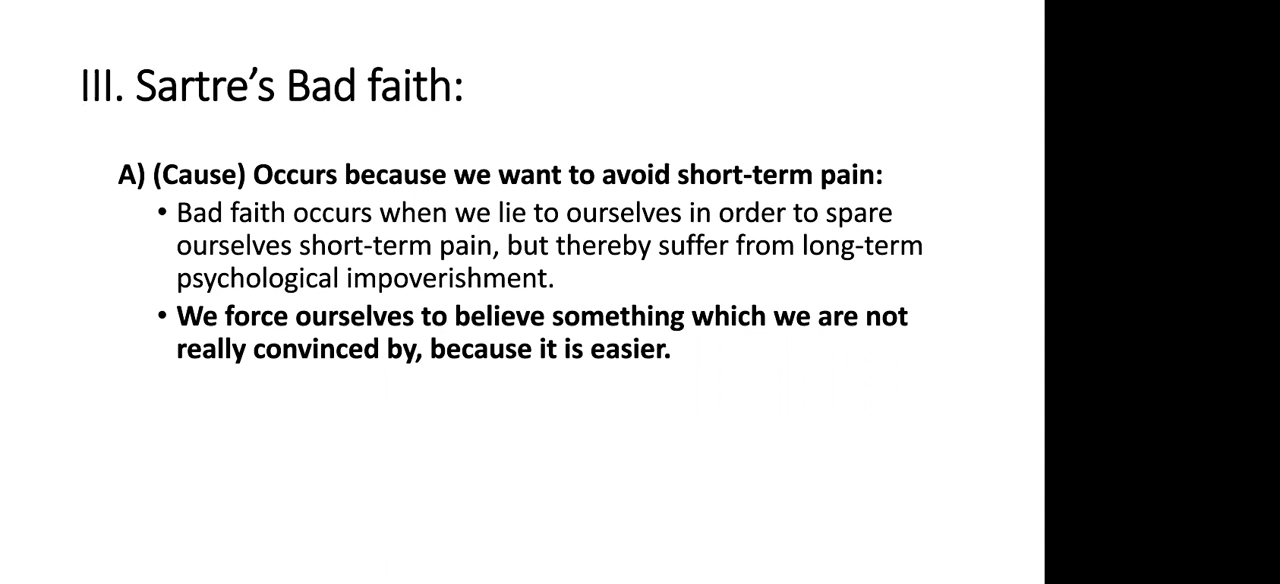 III. Sartre’s Bad faith:
A) (Cause) Occurs because we want to avoid short-term pain:
• Bad faith occurs when we lie to ourselves in order to spare
ourselves short-term pain, but thereby suffer from long-term
psychological impoverishment.
• We force ourselves to believe something which we are not
really convinced by, because it is easier.